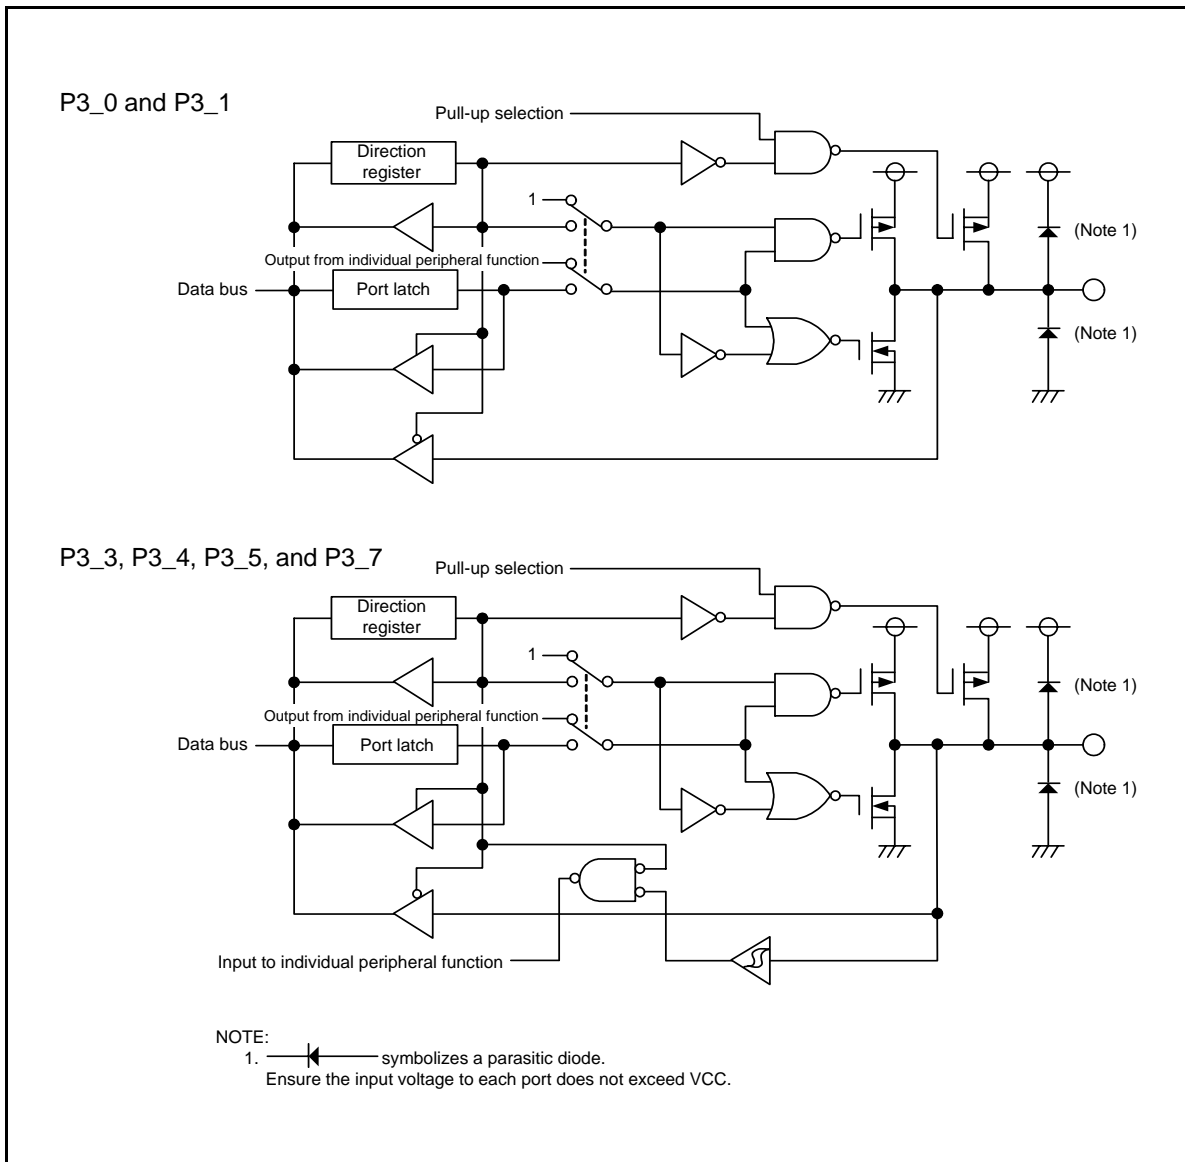 P3_0 and P3_1
Pull-up selection
Direction
register
1
(Note 1)
Output from individual peripheral function
Data bus
Port latch
(Note 1)
P3_3, P3_4, P3_5, and P3_7
Pull-up selection
Direction
register
1
(Note 1)
Output from individual peripheral function
Data bus
Port latch
(Note 1)
Input to individual peripheral function
NOTE:
1. symbolizes a parasitic diode.
Ensure the input voltage to each port does not exceed VCC.